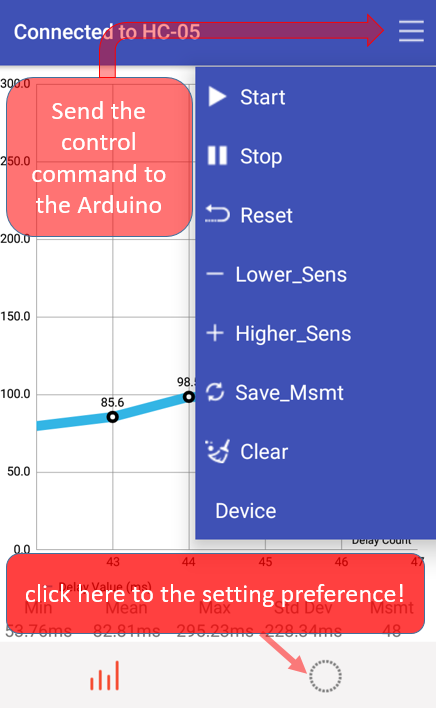 Connected to HC-05
Send the
control
command to
the Arduino
Start
Stop
Reset
Lower_Sens
Higher_Sens
Save_Msmt
Clear
Device
300.0
250.0
200.0
150.0
100.0
50.0
0.0
85.6
98.
43
44
45
46
47
Delay Count
Delay Value (ms)
click here to the setting preference!
Min Mean Max Std Dev Msmt
53.76ms 82.81ms 295.23ms 228.34ms 48